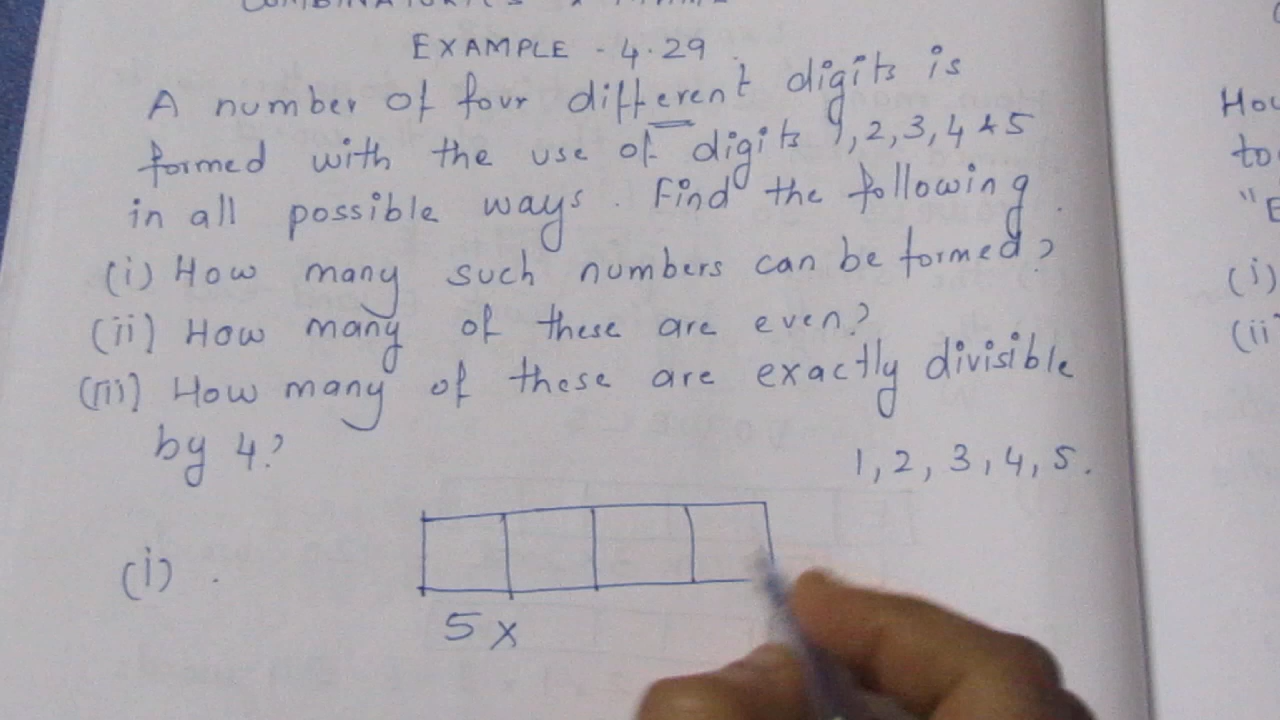 EXAMPLE - 4.29
A number of four different digits is
formed with the use of digits 1,2,3,4 & 5
in all possible ways. Find the following.
(i) How many such numbers can be formed?
(ii) How many of these are even?
(iii) How many of these are exactly divisible
by 4?
1, 2, 3, 4, 5.
(i).
5 x
(i)
(ii